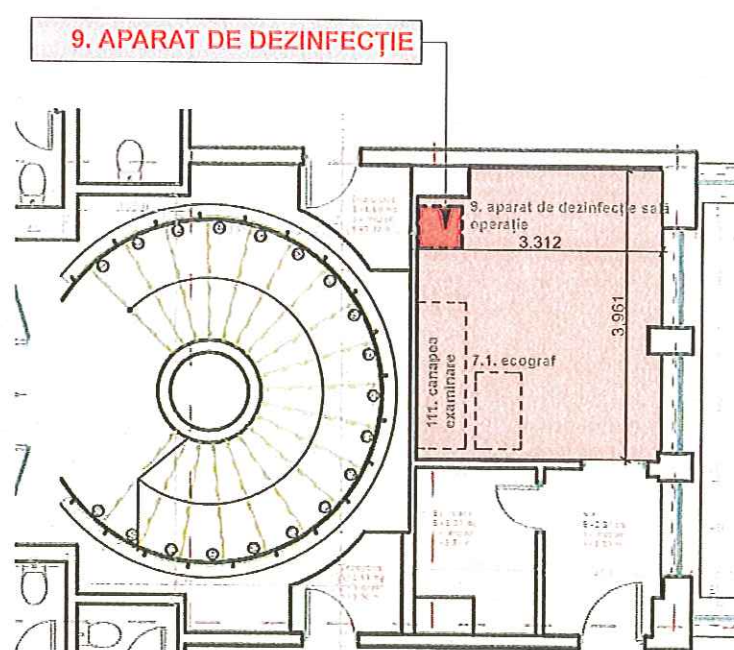 9. APARAT DE DEZINFECȚIE
9. aparat de dezinfecție sală
operație
3.312
3.961
111. canapea
examinare
7.1. ecograf